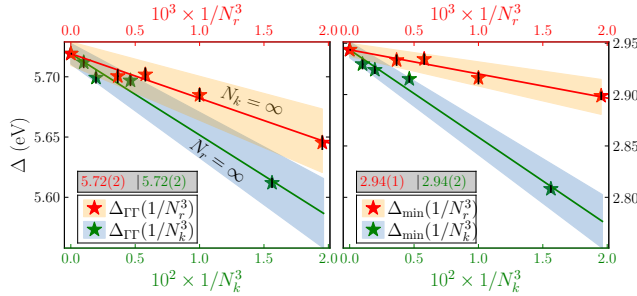 10³ × 1/N_r³ 10³ × 1/N_r³
0.0 0.5 1.0 1.5 2.0 0.0 0.5 1.0 1.5 2.0
2.95
5.70 2.90
N_k = ∞
Δ (eV)
5.65 2.85
N_r = ∞
5.60 2.80
5.72(2) |5.72(2) 2.94(1) |2.94(2)
Δ_ΓΓ(1/N_r³) Δ_min(1/N_r³)
Δ_ΓΓ(1/N_k³) Δ_min(1/N_k³)
2.75
0.0 0.5 1.0 1.5 2.0 0.0 0.5 1.0 1.5 2.0
10² × 1/N_k³ 10² × 1/N_k³